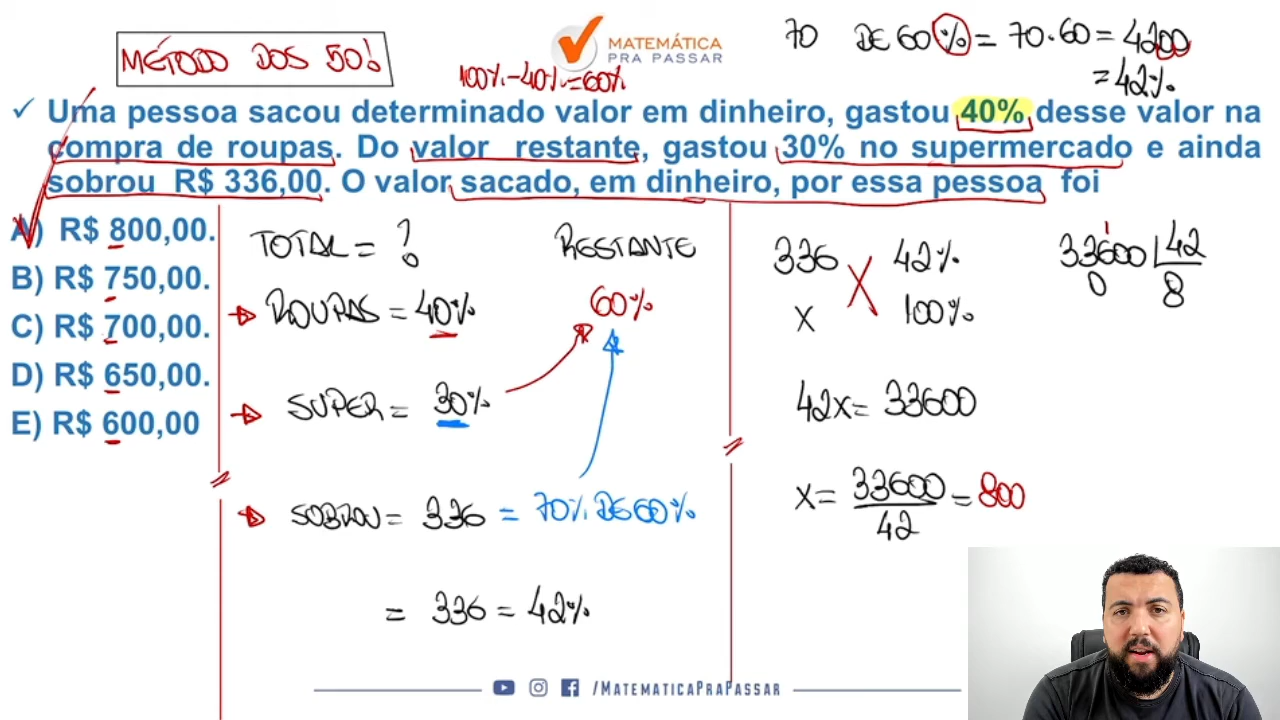 MÉTODO DOS 50!
MATEMÁTICA
PRA PASSAR
70 DE 60% = 70.60 = 4200
= 42%
100%-40%=60%
✓ Uma pessoa sacou determinado valor em dinheiro, gastou 40% desse valor na
compra de roupas. Do valor restante, gastou 30% no supermercado e ainda
sobrou R$ 336,00. O valor sacado, em dinheiro, por essa pessoa foi
A) R$ 800,00.
B) R$ 750,00.
C) R$ 700,00.
D) R$ 650,00.
E) R$ 600,00
TOTAL = ?
RESTANTE
ROUPAS = 40%
60%
SUPER = 30%
SOBROU = 336 = 70% DE 60%
= 336 = 42%
336 42%
x 100%
42x = 33600
x = 33600 = 800
42
33600 42
0 8
/MATEMATICAPRAPASSAR